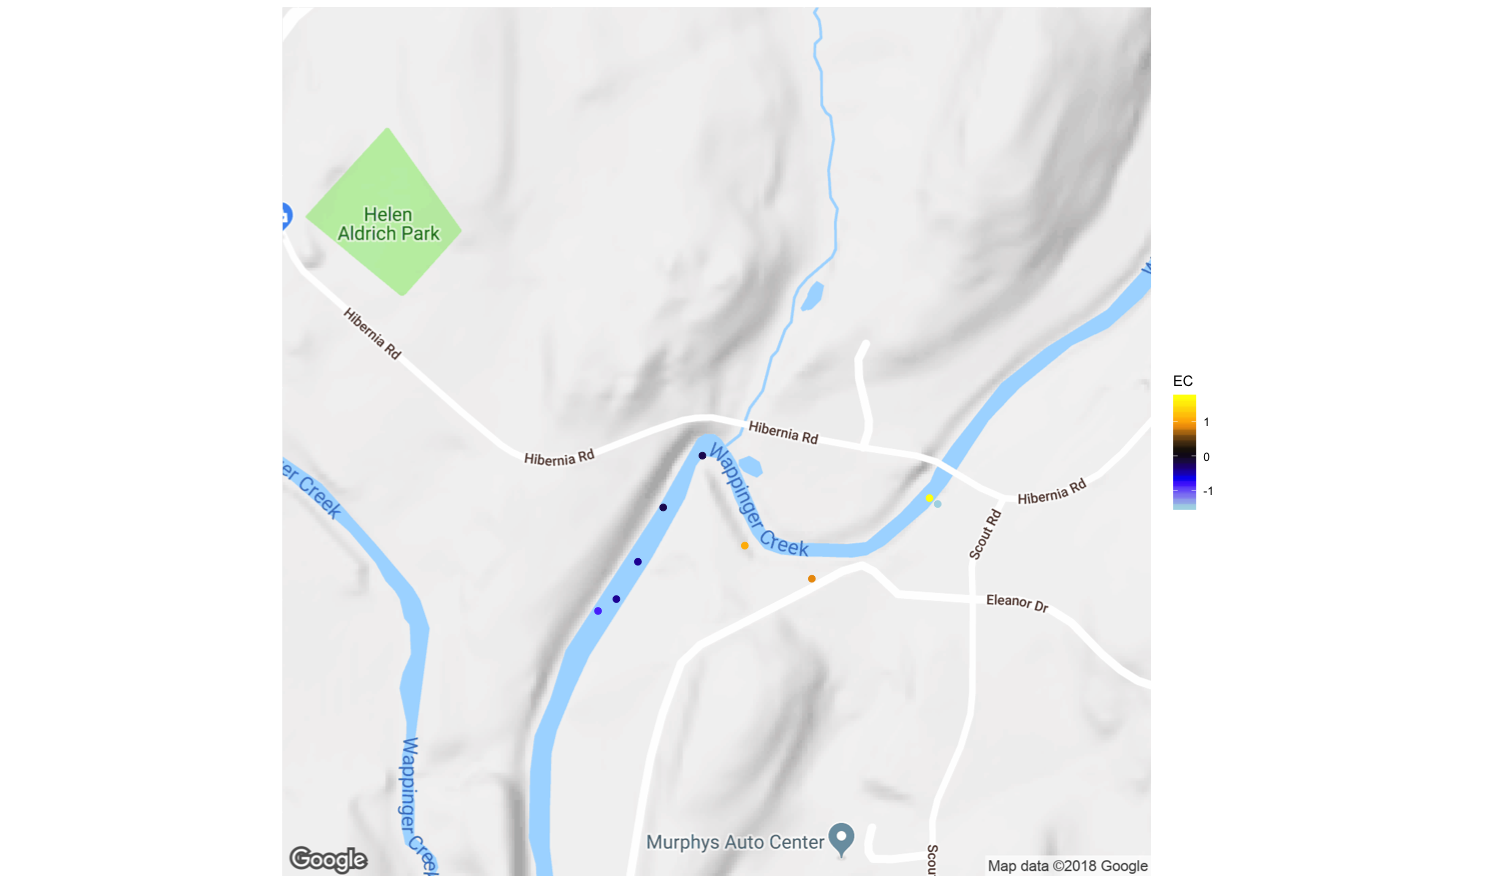 Helen
Aldrich Park
W
Hibernia Rd
Hibernia Rd
Hibernia Rd
Wappinger Creek
er Creek
Hibernia Rd
Scout Rd
Eleanor Dr
Wappinger Creek
Murphys Auto Center
Scour
Google
Map data ©2018 Google
EC
1
0
-1